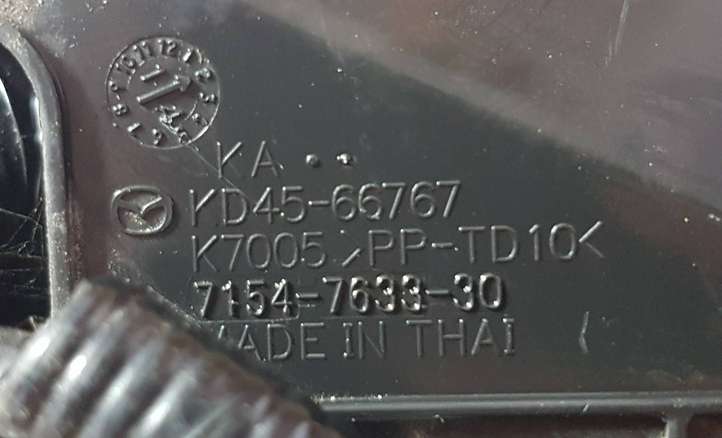 KA ••
KD45-66767
K7005 >PP-TD10<
7154-7633-30
MADE IN THAI